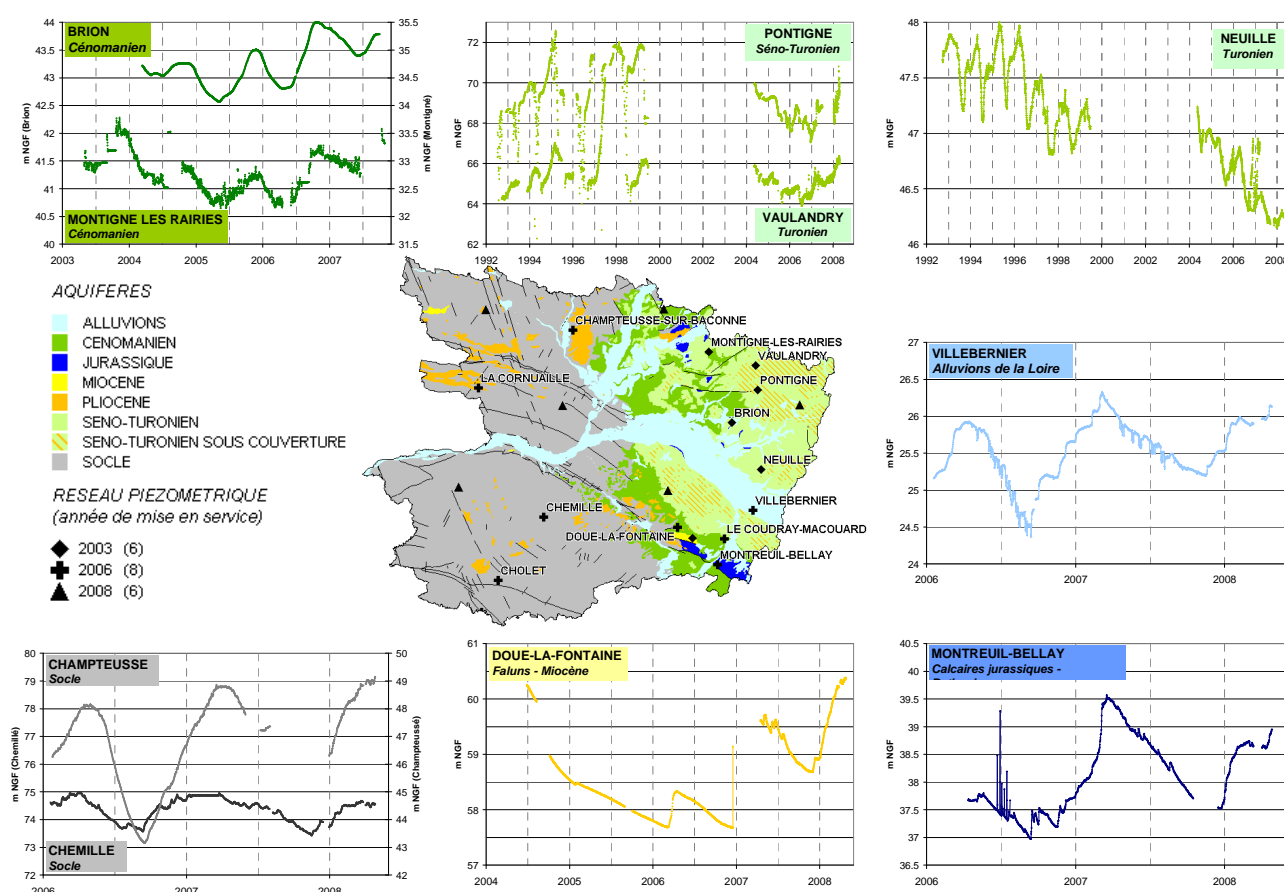 BRION
Cénomanien
MONTIGNE LES RAIRIES
Cénomanien
m NGF (Brion)
m NGF (Montigné)
44
43.5
43
42.5
42
41.5
41
40.5
40
35.5
35
34.5
34
33.5
33
32.5
32
31.5
2003 2004 2005 2006 2007
PONTIGNE
Séno-Turonien
VAULANDRY
Turonien
m NGF
72
70
68
66
64
62
1992 1994 1996 1998 2000 2002 2004 2006 2008
NEUILLE
Turonien
m NGF
48
47.5
47
46.5
46
1992 1994 1996 1998 2000 2002 2004 2006
AQUIFERES
ALLUVIONS
CENOMANIEN
JURASSIQUE
MIOCENE
PLIOCENE
SENO-TURONIEN
SENO-TURONIEN SOUS COUVERTURE
SOCLE
RESEAU PIEZOMETRIQUE
(année de mise en service)
2003 (6)
2006 (8)
2008 (6)
CHAMPTEUSSE-SUR-BACONNE
MONTIGNE-LES-RAIRIES
VAULANDRY
LA CORNUAILLE
PONTIGNE
BRION
NEUILLE
VILLEBERNIER
CHEMILLE
LE COUDRAY-MACOUARD
DOUE-LA-FONTAINE
MONTREUIL-BELLAY
CHOLET
VILLEBERNIER
Alluvions de la Loire
m NGF
27
26.5
26
25.5
25
24.5
24
2006 2007 2008
CHAMPTEUSSE
Socle
CHEMILLE
Socle
m NGF (Chemillé)
m NGF (Champteussé)
80
79
78
77
76
75
74
73
72
50
49
48
47
46
45
44
43
42
2006 2007 2008
DOUE-LA-FONTAINE
Faluns - Miocène
m NGF
61
60
59
58
57
2004 2005 2006 2007 2008
MONTREUIL-BELLAY
Calcaires jurassiques -
m NGF
40.5
40
39.5
39
38.5
38
37.5
37
36.5
2006 2007 2008